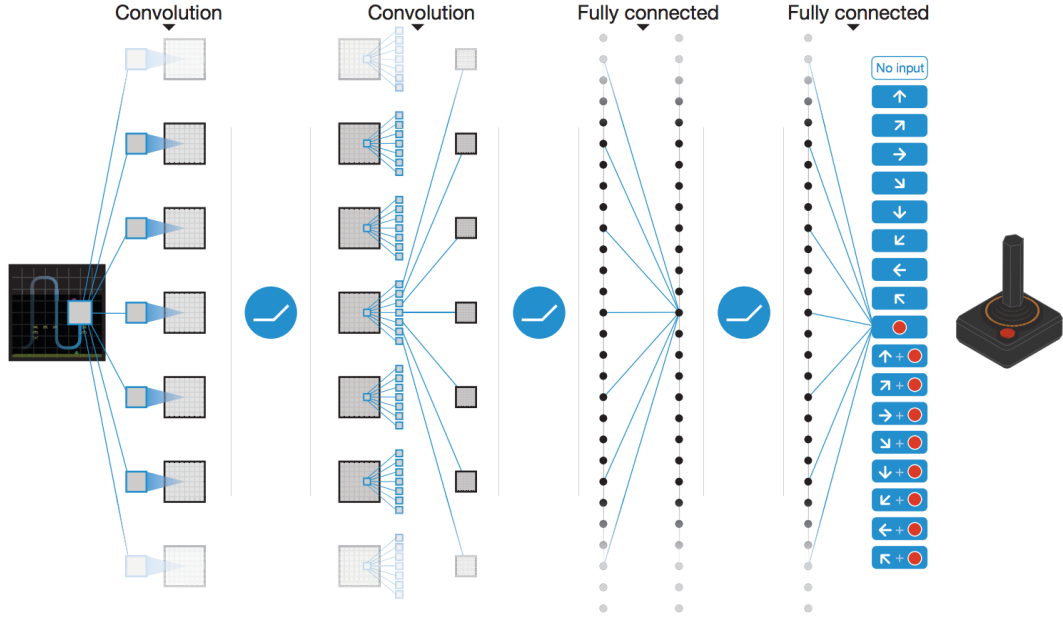 Convolution
Convolution
Fully connected
Fully connected
No input
+
+
+
+
+
+
+
+